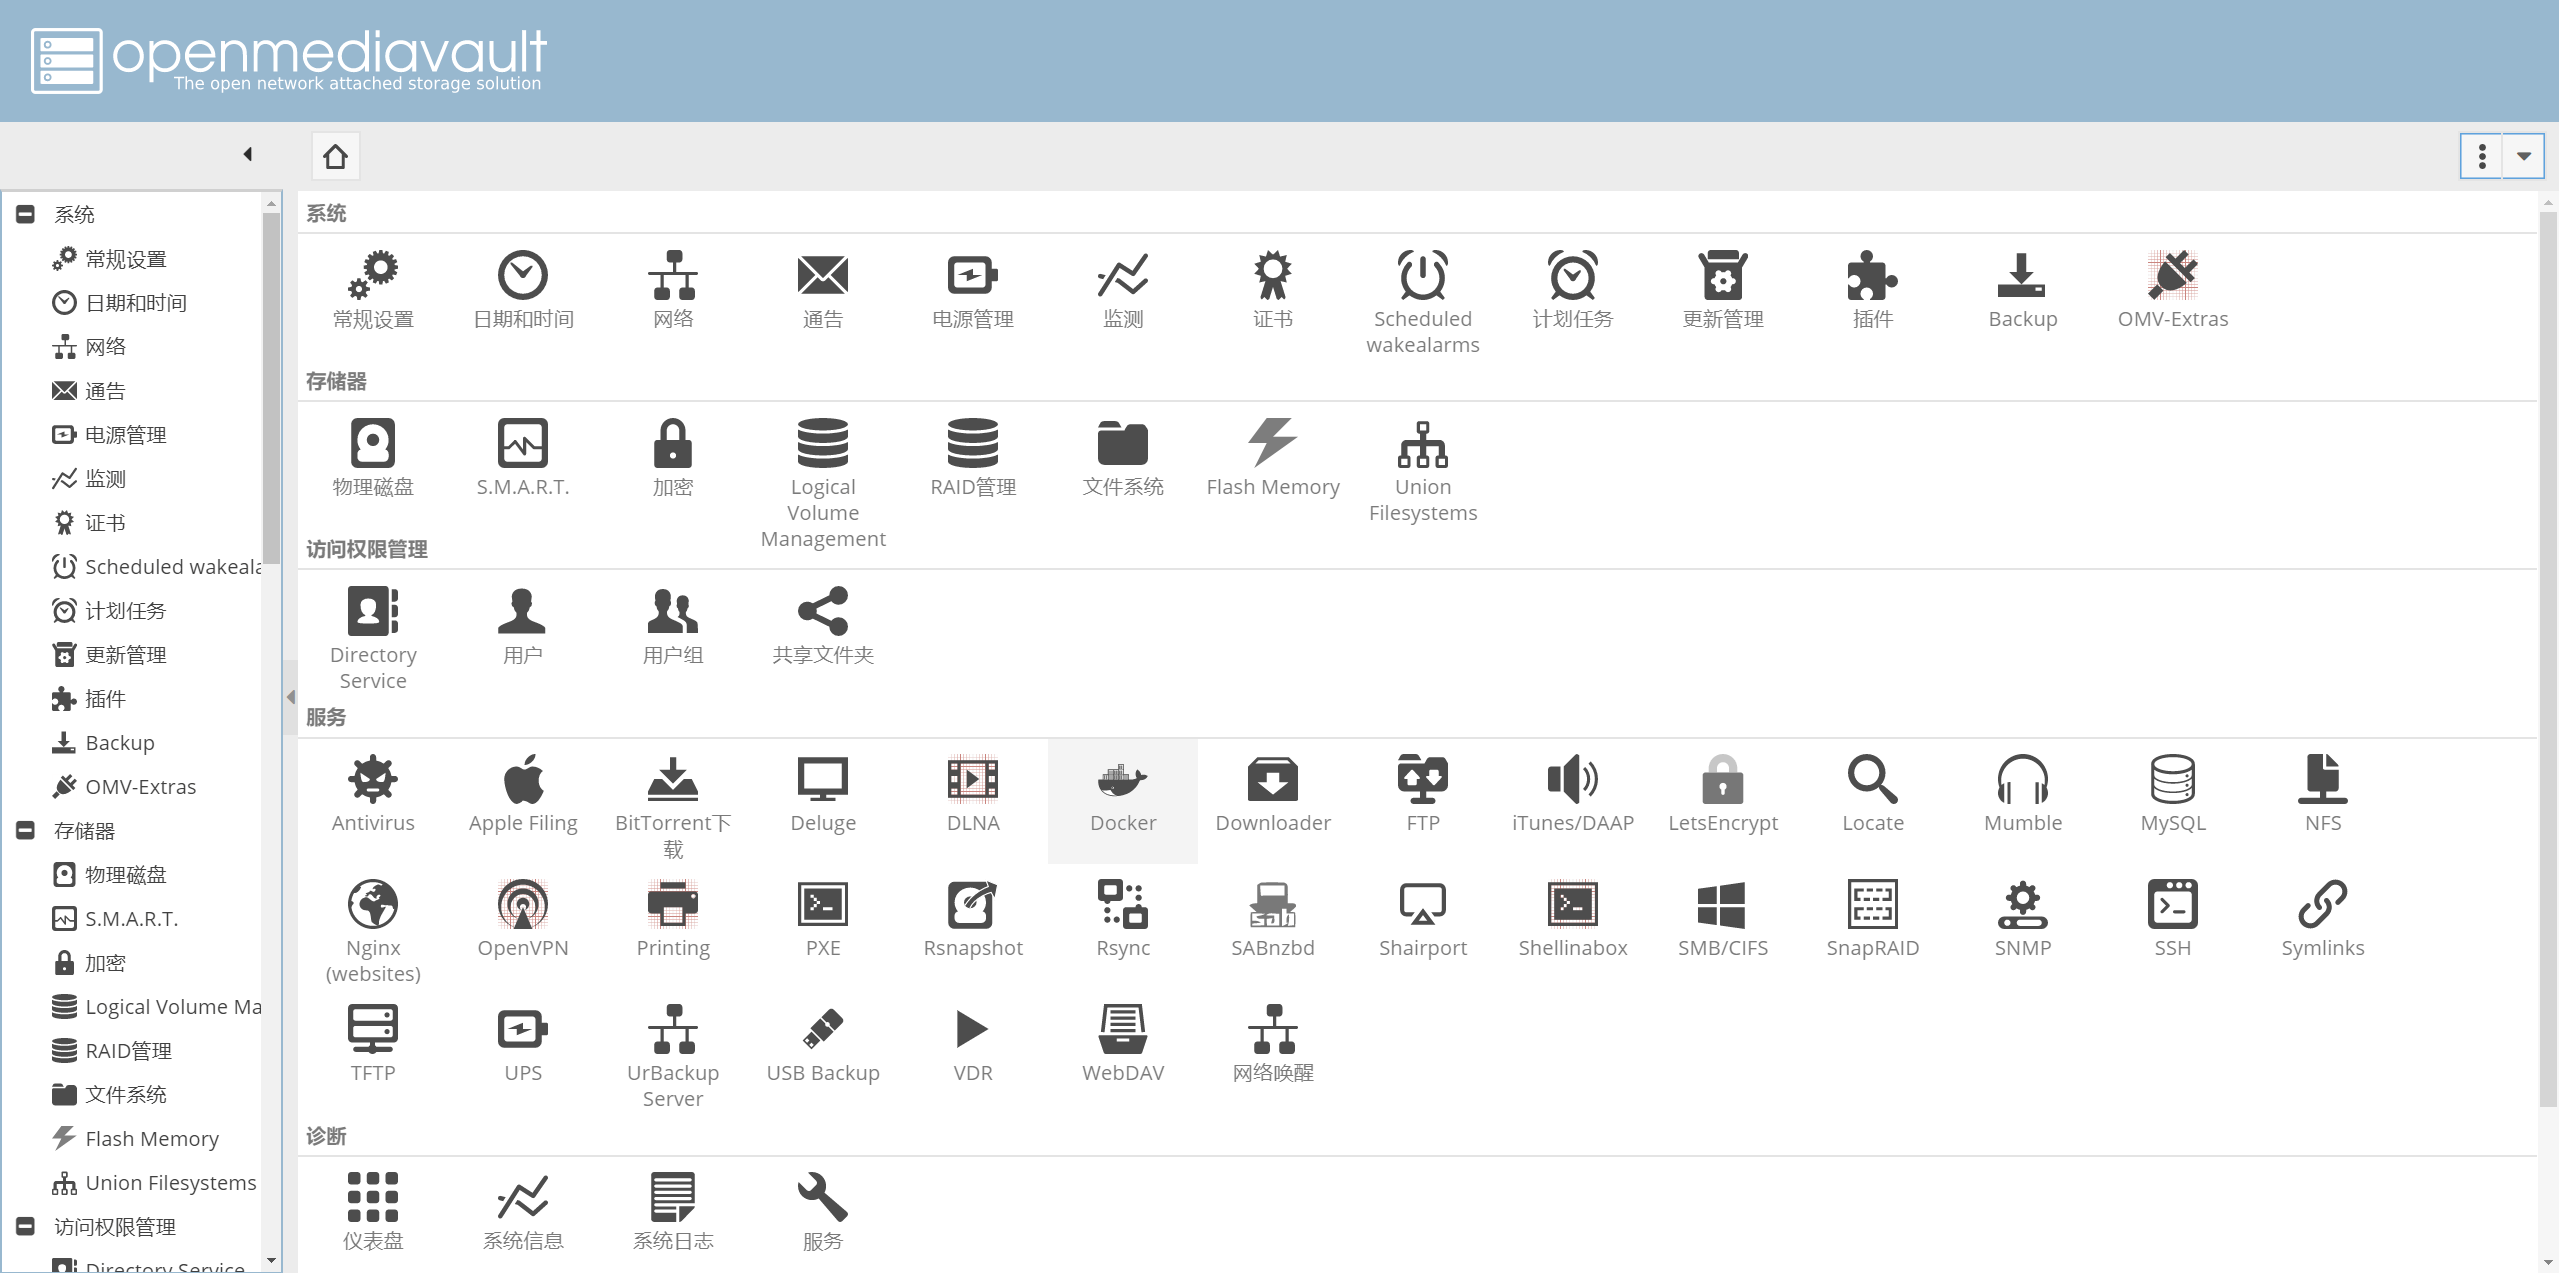 openmediavault
The open network attached storage solution
系统
常规设置
日期和时间
网络
通告
电源管理
监测
证书
Scheduled wakeala
计划任务
更新管理
插件
Backup
OMV-Extras
存储器
物理磁盘
S.M.A.R.T.
加密
Logical Volume Ma
RAID管理
文件系统
Flash Memory
Union Filesystems
访问权限管理
Directory Service
系统
常规设置 日期和时间 网络 通告 电源管理 监测 证书 Scheduled 计划任务 更新管理 插件 Backup OMV-Extras
wakealarms
存储器
物理磁盘 S.M.A.R.T. 加密 Logical RAID管理 文件系统 Flash Memory Union
Volume Filesystems
Management
访问权限管理
Directory 用户 用户组 共享文件夹
Service
服务
Antivirus Apple Filing BitTorrent下 Deluge DLNA Docker Downloader FTP iTunes/DAAP LetsEncrypt Locate Mumble MySQL NFS
载
Nginx OpenVPN Printing PXE Rsnapshot Rsync SABnzbd Shairport Shellinabox SMB/CIFS SnapRAID SNMP SSH Symlinks
(websites)
TFTP UPS UrBackup USB Backup VDR WebDAV 网络唤醒
Server
诊断
仪表盘 系统信息 系统日志 服务